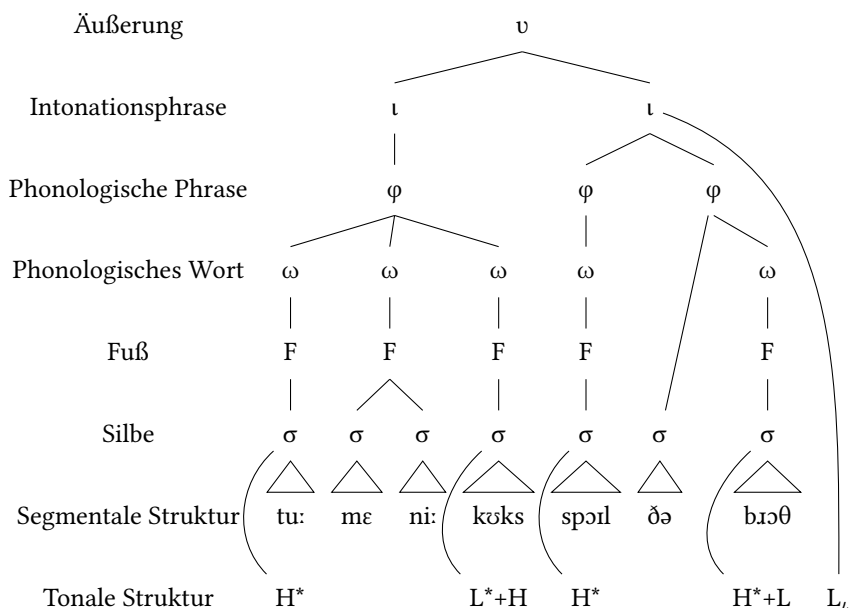 Äußerung υ
Intonationsphrase ι ι
Phonologische Phrase φ φ φ
Phonologisches Wort ω ω ω ω ω
Fuß F F F F F
Silbe σ σ σ σ σ σ σ
Segmentale Struktur tuː mɛ niː kʊks spɔɪl ðə bɹɔθ
Tonale Struktur H* L*+H H* H*+L Lι